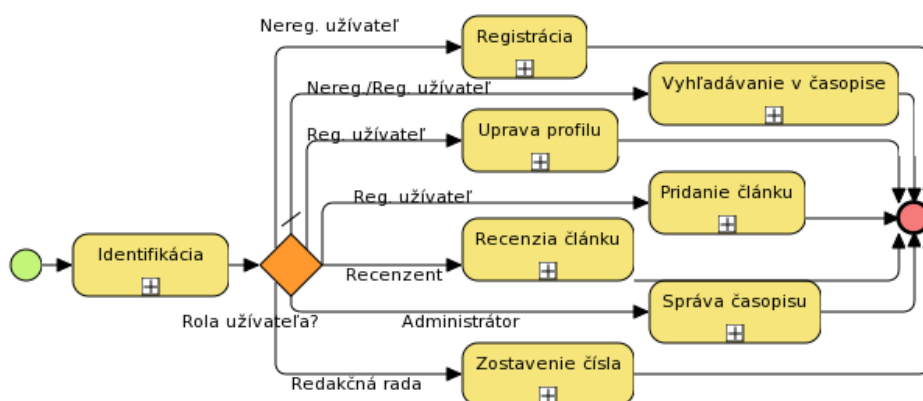 Nereg. užívateľ
Registrácia
Nereg./Reg. užívateľ
Vyhľadávanie v časopise
Reg. užívateľ
Uprava profilu
Reg. užívateľ
Pridanie článku
Identifikácia
Recenzia článku
Recenzent
Rola užívateľa?
Administrátor
Správa časopisu
Redakčná rada
Zostavenie čísla